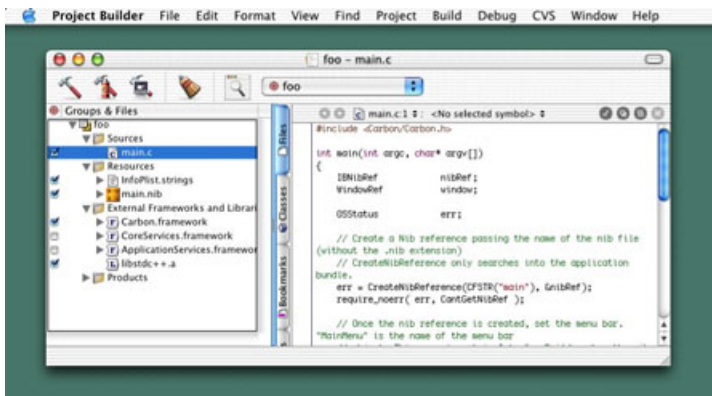 Project Builder File Edit Format View Find Project Build Debug CVS Window Help
foo – main.c
foo
Groups & Files
foo
Sources
main.c
Resources
InfoPlist.strings
main.nib
External Frameworks and Librari
Carbon.framework
CoreServices.framework
ApplicationServices.framewor
libstdc++.a
Products
Files
Classes
Bookmarks
main.c:1 : <No selected symbol>
#include <Carbon/Carbon.h>
int main(int argc, char* argv[])
{
IBNibRef nibRef;
WindowRef window;
OSStatus err;
// Create a Nib reference passing the name of the nib file
(without the .nib extension)
// CreateNibReference only searches into the application
bundle.
err = CreateNibReference(CFSTR("main"), &nibRef);
require_noerr( err, CantGetNibRef );
// Once the nib reference is created, set the menu bar.
"MainMenu" is the name of the menu bar